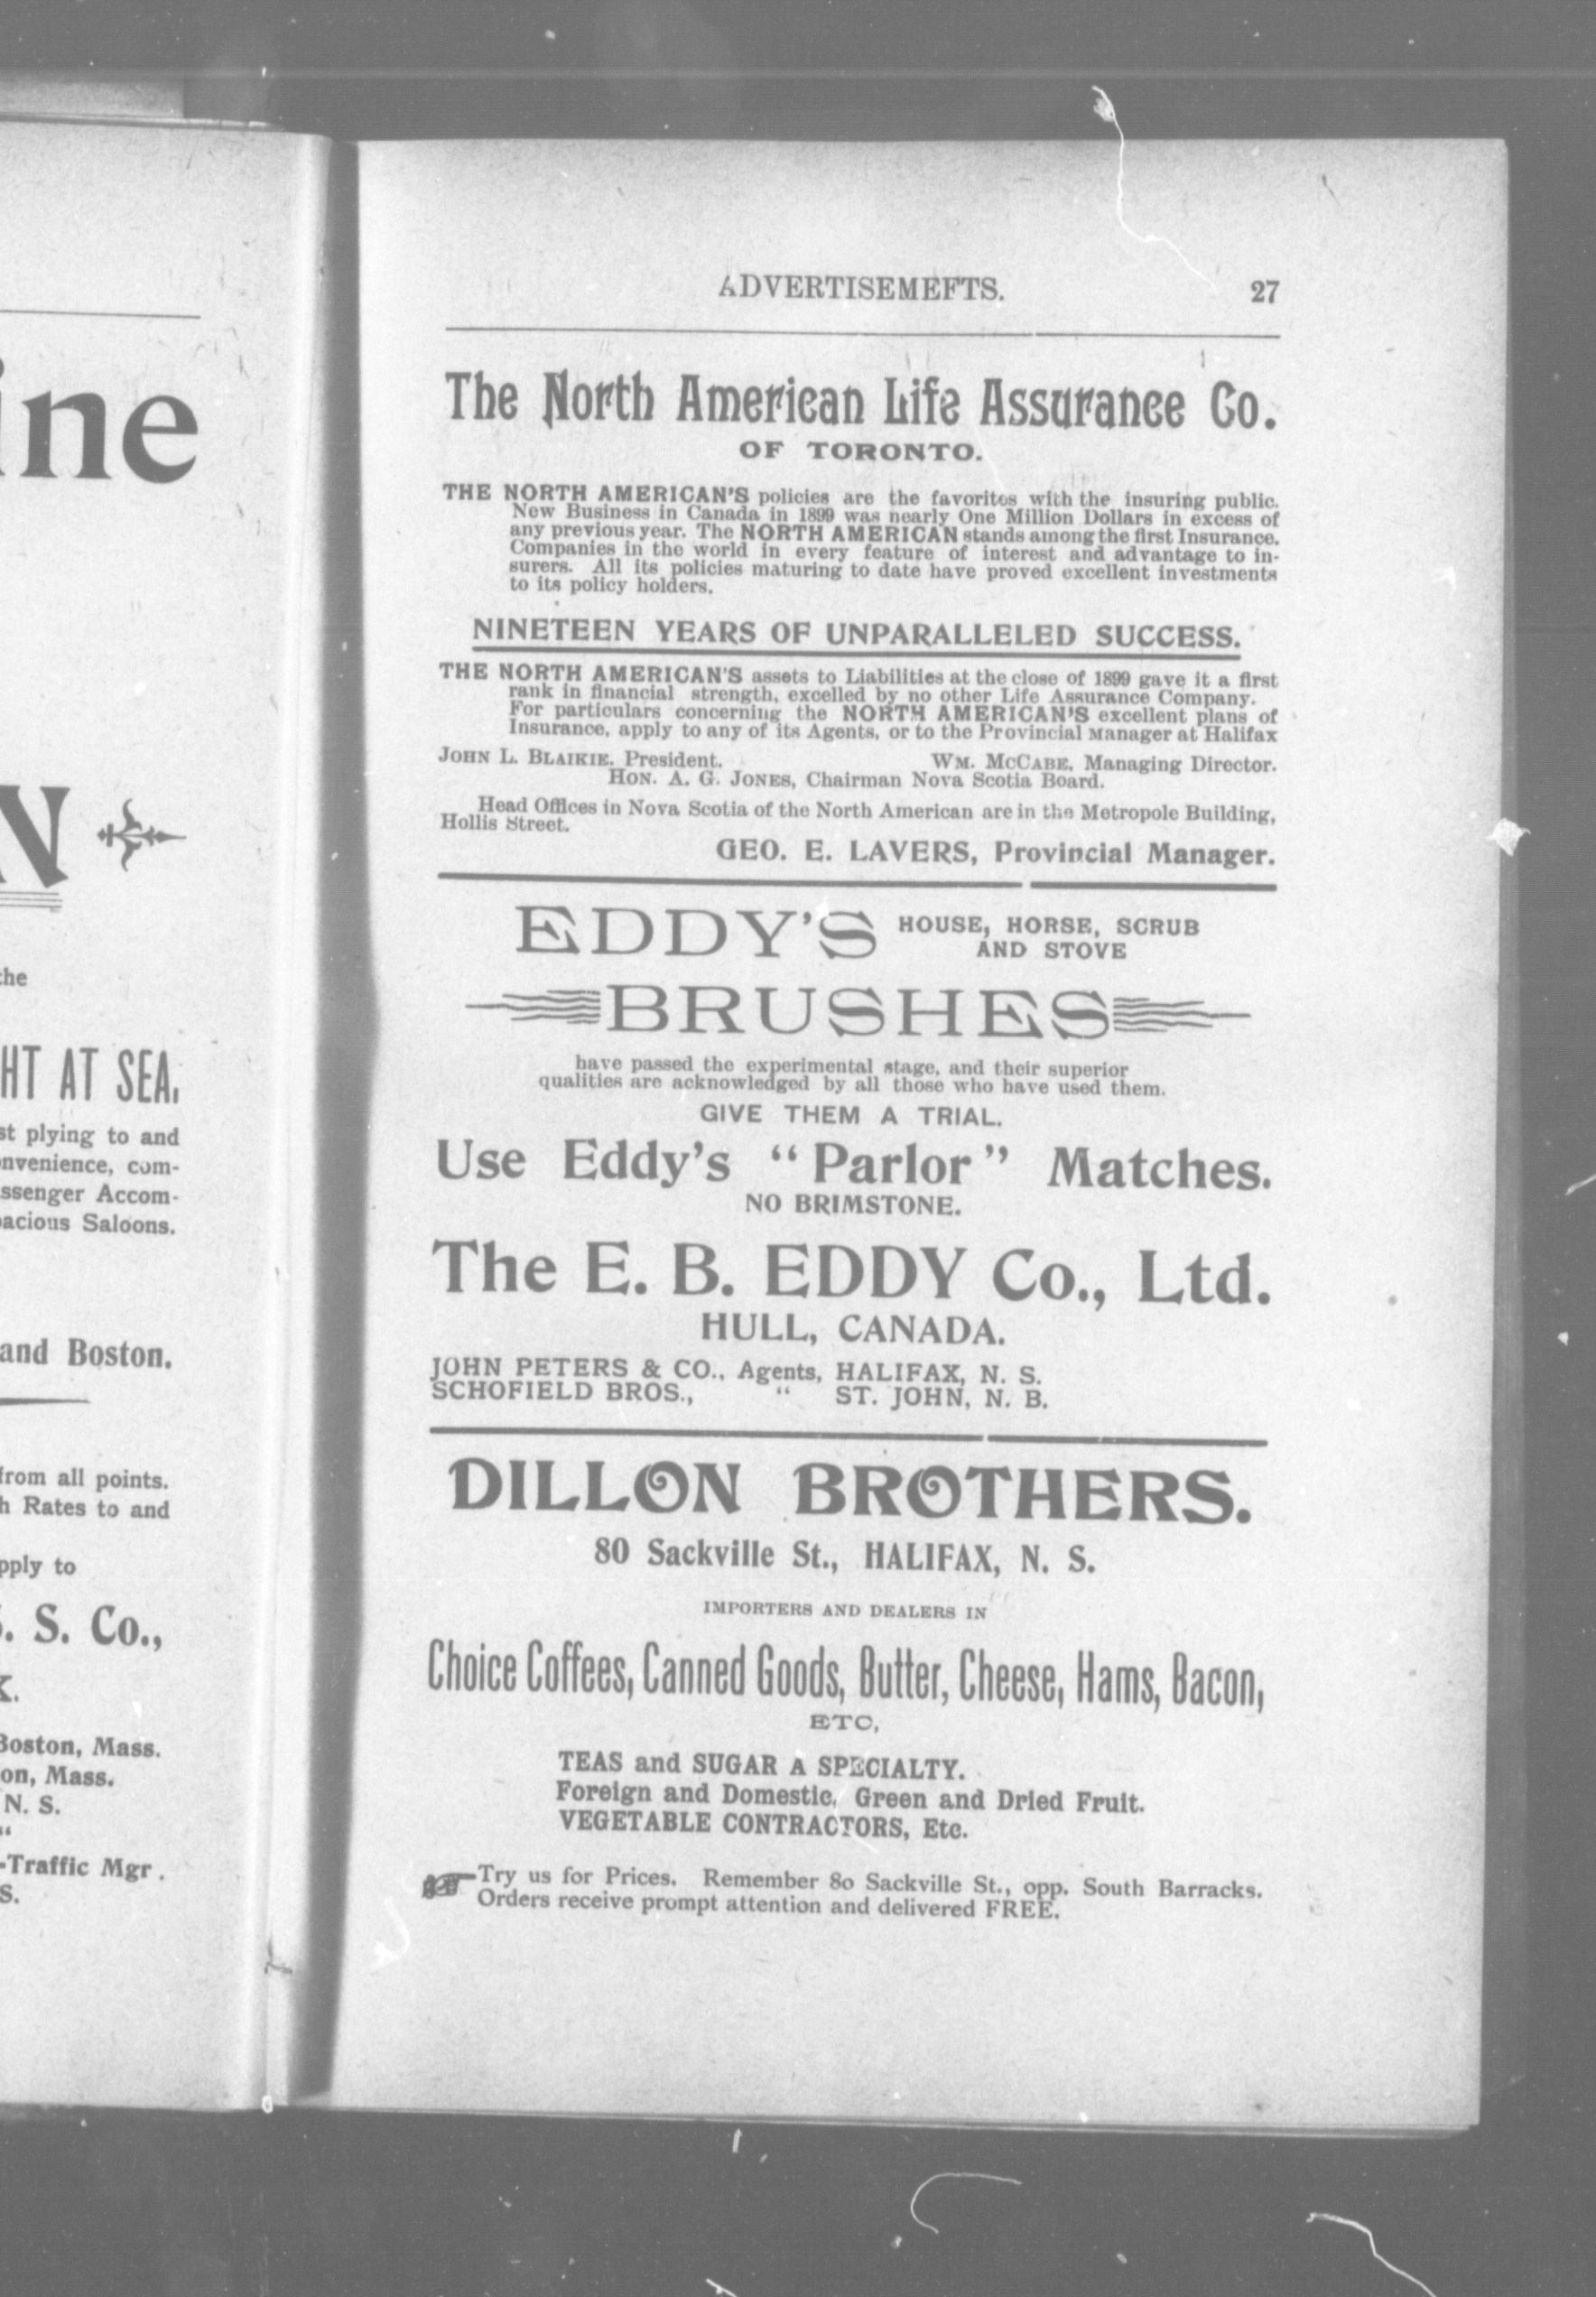 ine
N
the
HT AT SEA.
st plying to and
nvenience, com-
ssenger Accom-
acious Saloons.
and Boston.
from all points.
h Rates to and
pply to
. S. Co.,
K.
Boston, Mass.
on, Mass.
N. S.
"
-Traffic Mgr.
S.
ADVERTISEMEFTS. 27
The North American Life Assurance Co.
OF TORONTO.
THE NORTH AMERICAN'S policies are the favorites with the insuring public.
New Business in Canada in 1899 was nearly One Million Dollars in excess of
any previous year. The NORTH AMERICAN stands among the first Insurance.
Companies in the world in every feature of interest and advantage to in-
surers. All its policies maturing to date have proved excellent investments
to its policy holders.
NINETEEN YEARS OF UNPARALLELED SUCCESS.
THE NORTH AMERICAN'S assets to Liabilities at the close of 1899 gave it a first
rank in financial strength, excelled by no other Life Assurance Company.
For particulars concerning the NORTH AMERICAN'S excellent plans of
Insurance, apply to any of its Agents, or to the Provincial Manager at Halifax
JOHN L. BLAIKIE, President. WM. MCCABE, Managing Director.
HON. A. G. JONES, Chairman Nova Scotia Board.
Head Offices in Nova Scotia of the North American are in the Metropole Building,
Hollis Street.
GEO. E. LAVERS, Provincial Manager.
EDDY'S HOUSE, HORSE, SCRUB
AND STOVE
BRUSHES
have passed the experimental stage, and their superior
qualities are acknowledged by all those who have used them.
GIVE THEM A TRIAL.
Use Eddy's "Parlor" Matches.
NO BRIMSTONE.
The E. B. EDDY Co., Ltd.
HULL, CANADA.
JOHN PETERS & CO., Agents, HALIFAX, N. S.
SCHOFIELD BROS., " ST. JOHN, N. B.
DILLON BROTHERS.
80 Sackville St., HALIFAX, N. S.
IMPORTERS AND DEALERS IN
Choice Coffees, Canned Goods, Butter, Cheese, Hams, Bacon,
ETC,
TEAS and SUGAR A SPECIALTY.
Foreign and Domestic, Green and Dried Fruit.
VEGETABLE CONTRACTORS, Etc.
Try us for Prices. Remember 80 Sackville St., opp. South Barracks.
Orders receive prompt attention and delivered FREE.